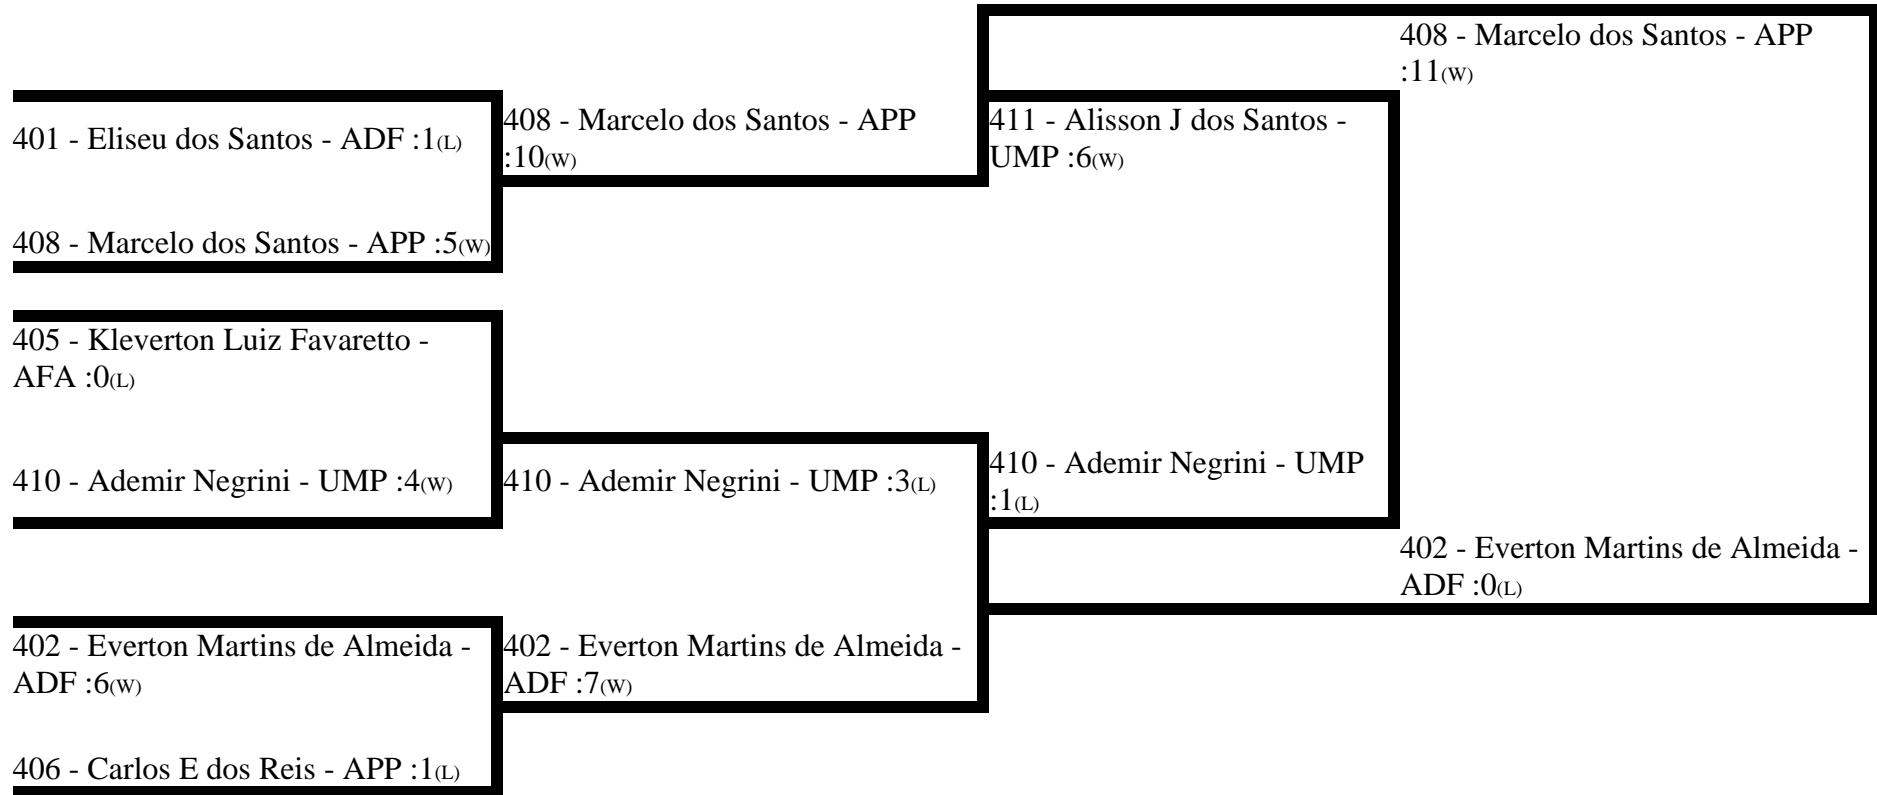 401 - Eliseu dos Santos - ADF :1(L)
408 - Marcelo dos Santos - APP :5(W)
405 - Kleverton Luiz Favaretto -
AFA :0(L)
410 - Ademir Negrini - UMP :4(W)
402 - Everton Martins de Almeida -
ADF :6(W)
406 - Carlos E dos Reis - APP :1(L)
408 - Marcelo dos Santos - APP
:10(W)
410 - Ademir Negrini - UMP :3(L)
402 - Everton Martins de Almeida -
ADF :7(W)
411 - Alisson J dos Santos -
UMP :6(W)
410 - Ademir Negrini - UMP
:1(L)
408 - Marcelo dos Santos - APP
:11(W)
402 - Everton Martins de Almeida -
ADF :0(L)